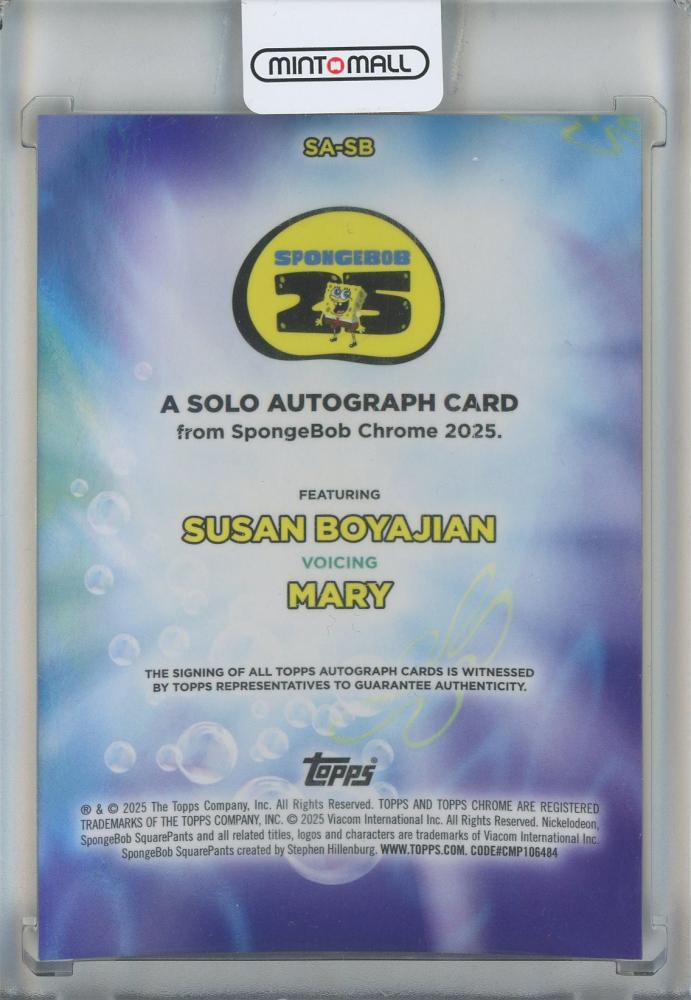 MINTMALL
SA-SB
SPONGEBOB
25
A SOLO AUTOGRAPH CARD
from SpongeBob Chrome 2025.
FEATURING
SUSAN BOYAJIAN
VOICING
MARY
THE SIGNING OF ALL TOPPS AUTOGRAPH CARDS IS WITNESSED
BY TOPPS REPRESENTATIVES TO GUARANTEE AUTHENTICITY.
topps®
® & © 2025 The Topps Company, Inc. All Rights Reserved. TOPPS AND TOPPS CHROME ARE REGISTERED
TRADEMARKS OF THE TOPPS COMPANY, INC. © 2025 Viacom International Inc. All Rights Reserved. Nickelodeon,
SpongeBob SquarePants and all related titles, logos and characters are trademarks of Viacom International Inc.
SpongeBob SquarePants created by Stephen Hillenburg. WWW.TOPPS.COM. CODE#CMP106484